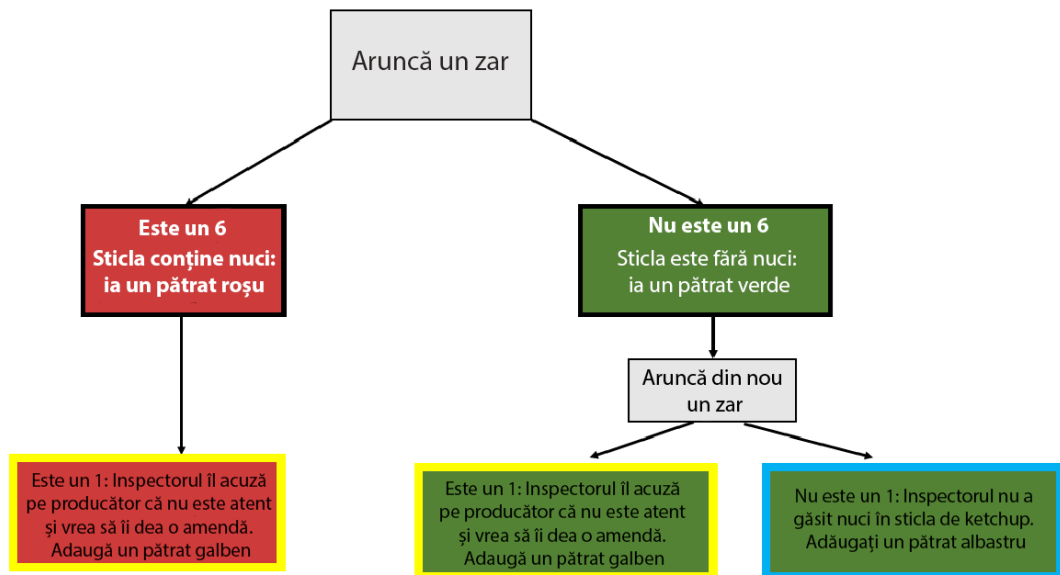 Aruncă un zar
Este un 6
Sticla conține nuci:
ia un pătrat roșu
Nu este un 6
Sticla este fără nuci:
ia un pătrat verde
Aruncă din nou
un zar
Este un 1: Inspectorul îl acuză
pe producător că nu este atent
și vrea să îi dea o amendă.
Adaugă un pătrat galben
Este un 1: Inspectorul îl acuză
pe producător că nu este atent
și vrea să îi dea o amendă.
Adaugă un pătrat galben
Nu este un 1: Inspectorul nu a
găsit nuci în sticla de ketchup.
Adăugați un pătrat albastru